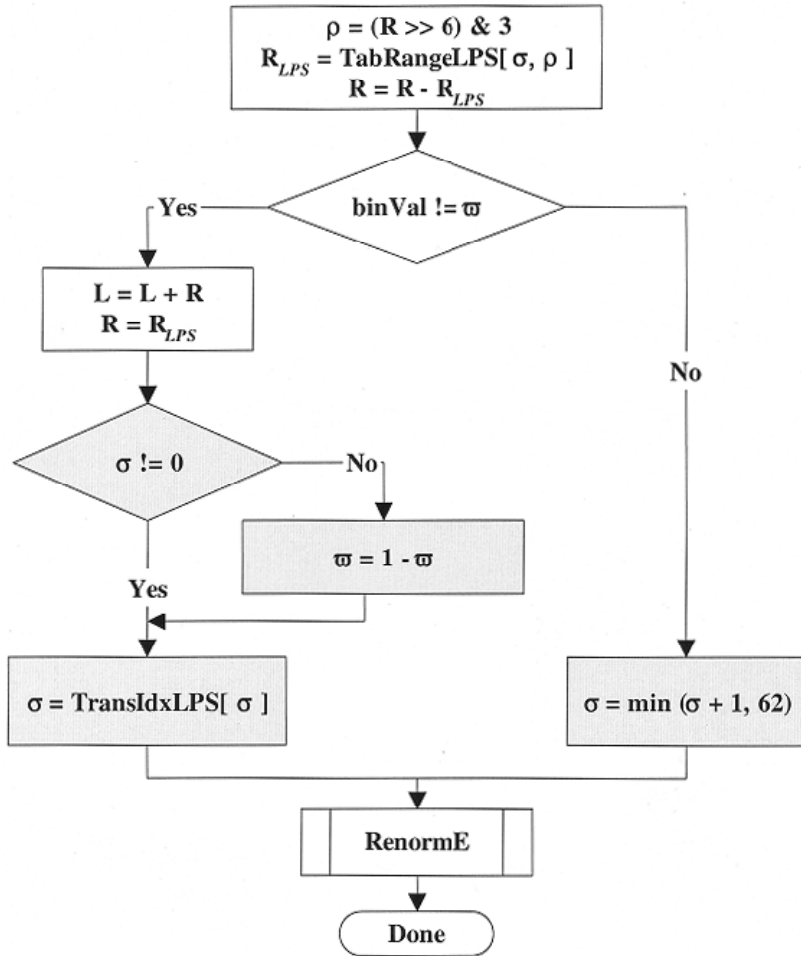 ρ = (R >> 6) & 3
R_LPS = TabRangeLPS[ σ, ρ ]
R = R - R_LPS
binVal != ϖ
Yes
No
L = L + R
R = R_LPS
σ != 0
No
ϖ = 1 - ϖ
Yes
σ = TransIdxLPS[ σ ]
σ = min (σ + 1, 62)
RenormE
Done